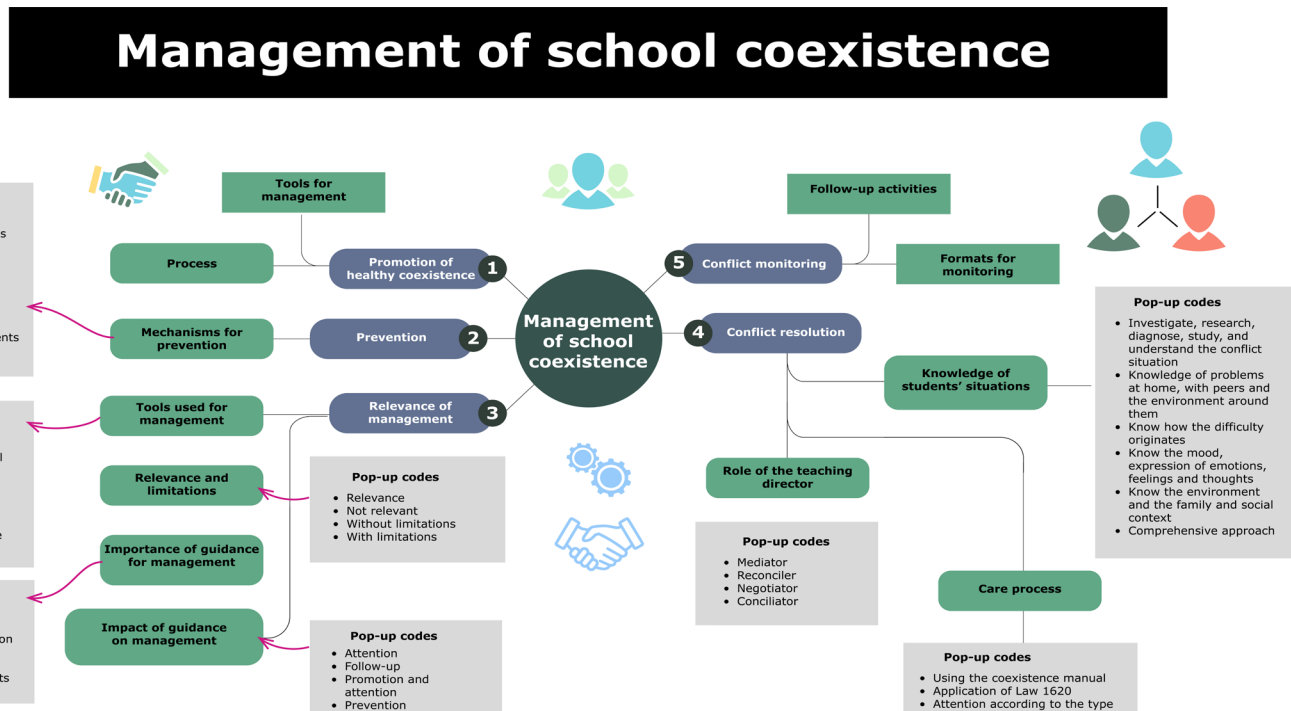 Management of school coexistence
Tools for
management
Process
Promotion of
healthy coexistence
1
Mechanisms for
prevention
Prevention
2
Tools used for
management
Relevance of
management
3
Relevance and
limitations
Pop-up codes
• Relevance
• Not relevant
• Without limitations
• With limitations
Importance of guidance
for management
Impact of guidance
on management
Pop-up codes
• Attention
• Follow-up
• Promotion and
attention
• Prevention
Management
of school
coexistence
Follow-up activities
5
Conflict monitoring
Formats for
monitoring
4
Conflict resolution
Knowledge of
students’ situations
Pop-up codes
• Investigate, research,
diagnose, study, and
understand the conflict
situation
• Knowledge of problems
at home, with peers and
the environment around
them
• Know how the difficulty
originates
• Know the mood,
expression of emotions,
feelings and thoughts
• Know the environment
and the family and social
context
• Comprehensive approach
Role of the teaching
director
Pop-up codes
• Mediator
• Reconciler
• Negotiator
• Conciliator
Care process
Pop-up codes
• Using the coexistence manual
• Application of Law 1620
• Attention according to the type